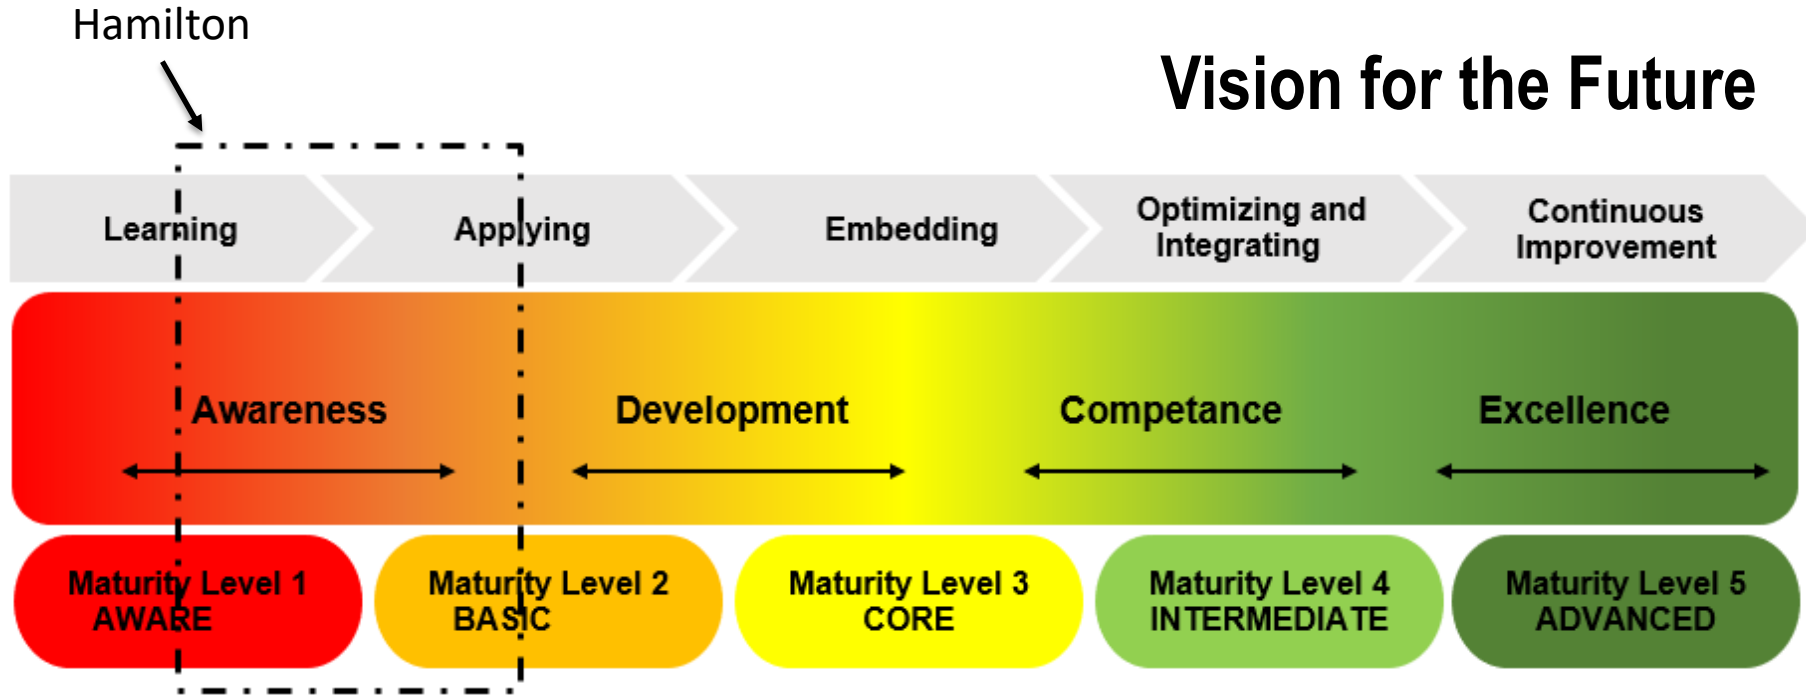 Hamilton
Vision for the Future
Learning
Applying
Embedding
Optimizing and
Integrating
Continuous
Improvement
Awareness
Development
Competance
Excellence
Maturity Level 1
AWARE
Maturity Level 2
BASIC
Maturity Level 3
CORE
Maturity Level 4
INTERMEDIATE
Maturity Level 5
ADVANCED